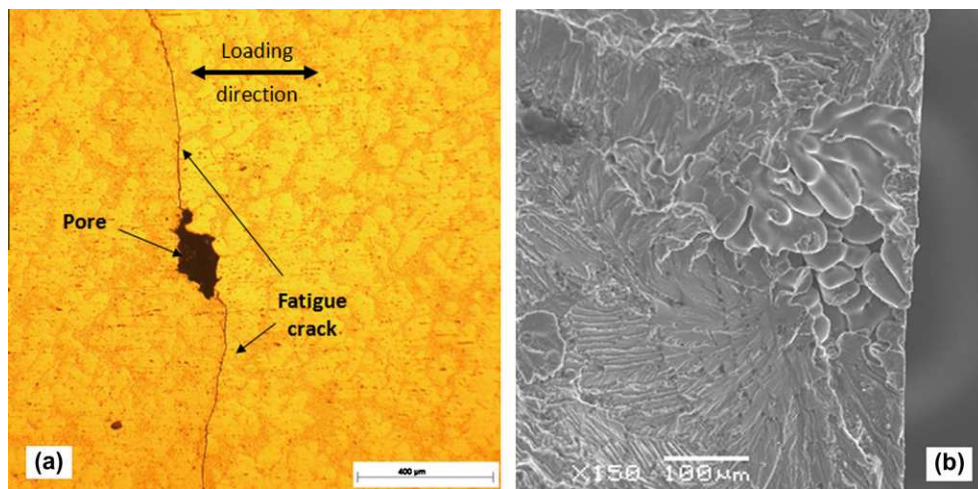 Loading
direction
Pore
Fatigue
crack
(a)
400 µm
X150 100µm
(b)